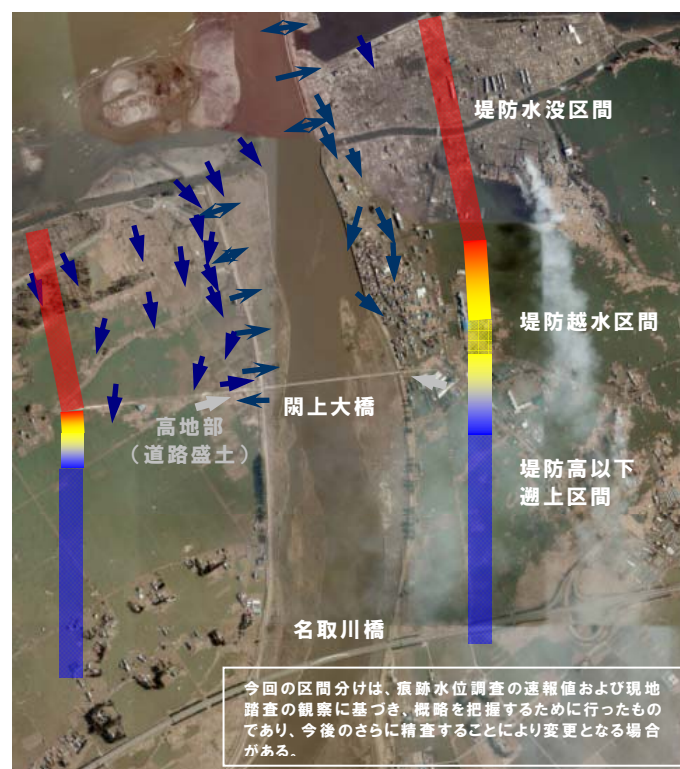 堤防水没区間
堤防越水区間
閖上大橋
高地部
（道路盛土）
堤防高以下
遡上区間
名取川橋
今回の区間分けは、痕跡水位調査の速報値および現地
踏査の観察に基づき、概略を把握するために行ったもの
であり、今後のさらに精査することにより変更となる場合
がある。